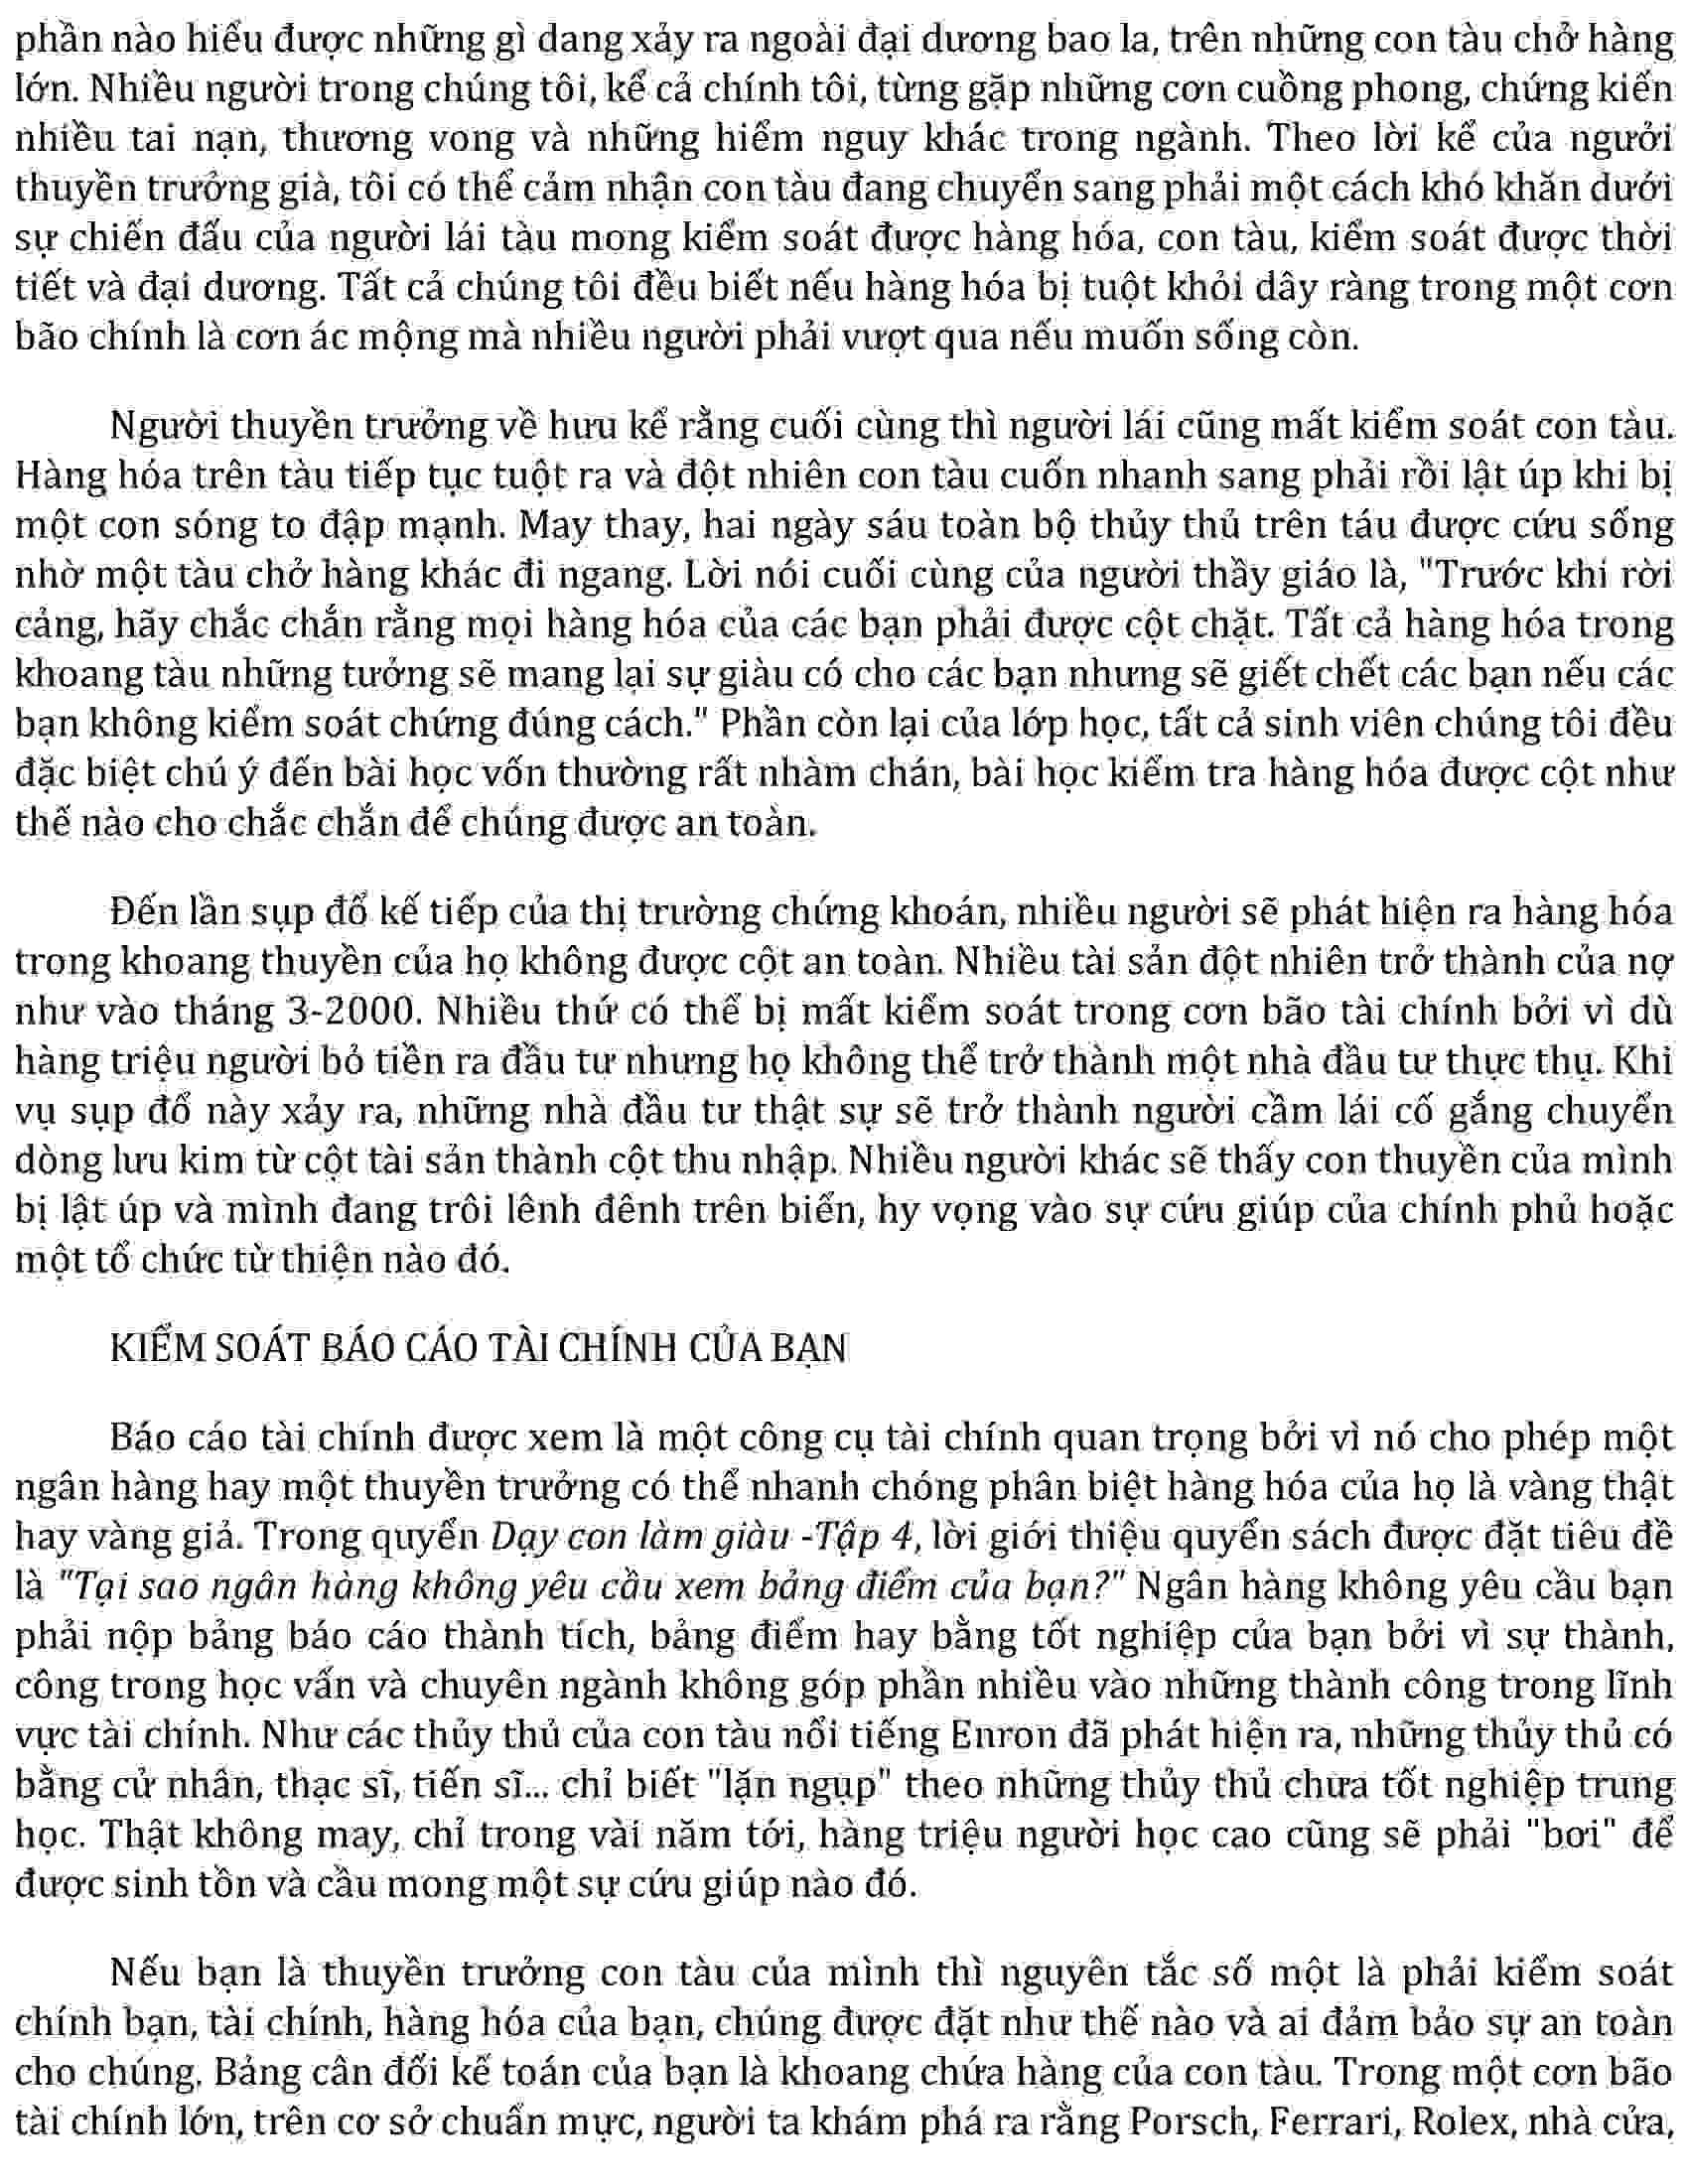 phần nào hiểu được những gì dang xảy ra ngoài đại dương bao la, trên những con tàu chở hàng
lớn. Nhiều người trong chúng tôi, kể cả chính tôi, từng gặp những cơn cuồng phong, chứng kiến
nhiều tai nạn, thương vong và những hiểm nguy khác trong ngành. Theo lời kể của người
thuyền trưởng già, tôi có thể cảm nhận con tàu đang chuyển sang phải một cách khó khăn dưới
sự chiến đấu của người lái tàu mong kiểm soát được hàng hóa, con tàu, kiểm soát được thời
tiết và đại dương. Tất cả chúng tôi đều biết nếu hàng hóa bị tuột khỏi dây ràng trong một cơn
bão chính là cơn ác mộng mà nhiều người phải vượt qua nếu muốn sống còn.
Người thuyền trưởng về hưu kể rằng cuối cùng thì người lái cũng mất kiểm soát con tàu.
Hàng hóa trên tàu tiếp tục tuột ra và đột nhiên con tàu cuốn nhanh sang phải rồi lật úp khi bị
một con sóng to đập mạnh. May thay, hai ngày sáu toàn bộ thủy thủ trên táu được cứu sống
nhờ một tàu chở hàng khác đi ngang. Lời nói cuối cùng của người thầy giáo là, "Trước khi rời
cảng, hãy chắc chắn rằng mọi hàng hóa của các bạn phải được cột chặt. Tất cả hàng hóa trong
khoang tàu những tưởng sẽ mang lại sự giàu có cho các bạn nhưng sẽ giết chết các bạn nếu các
bạn không kiểm soát chứng đúng cách." Phần còn lại của lớp học, tất cả sinh viên chúng tôi đều
đặc biệt chú ý đến bài học vốn thường rất nhàm chán, bài học kiểm tra hàng hóa được cột như
thế nào cho chắc chắn để chúng được an toàn.
Đến lần sụp đổ kế tiếp của thị trường chứng khoán, nhiều người sẽ phát hiện ra hàng hóa
trong khoang thuyền của họ không được cột an toàn. Nhiều tài sản đột nhiên trở thành của nợ
như vào tháng 3-2000. Nhiều thứ có thể bị mất kiểm soát trong cơn bão tài chính bởi vì dù
hàng triệu người bỏ tiền ra đầu tư nhưng họ không thể trở thành một nhà đầu tư thực thụ. Khi
vụ sụp đổ này xảy ra, những nhà đầu tư thật sự sẽ trở thành người cầm lái cố gắng chuyển
dòng lưu kim từ cột tài sản thành cột thu nhập. Nhiều người khác sẽ thấy con thuyền của mình
bị lật úp và mình đang trôi lênh đênh trên biển, hy vọng vào sự cứu giúp của chính phủ hoặc
một tổ chức từ thiện nào đó.
KIỂM SOÁT BÁO CÁO TÀI CHÍNH CỦA BẠN
Báo cáo tài chính được xem là một công cụ tài chính quan trọng bởi vì nó cho phép một
ngân hàng hay một thuyền trưởng có thể nhanh chóng phân biệt hàng hóa của họ là vàng thật
hay vàng giả. Trong quyển Dạy con làm giàu -Tập 4, lời giới thiệu quyển sách được đặt tiêu đề
là "Tại sao ngân hàng không yêu cầu xem bảng điểm của bạn?" Ngân hàng không yêu cầu bạn
phải nộp bảng báo cáo thành tích, bảng điểm hay bằng tốt nghiệp của bạn bởi vì sự thành,
công trong học vấn và chuyên ngành không góp phần nhiều vào những thành công trong lĩnh
vực tài chính. Như các thủy thủ của con tàu nổi tiếng Enron đã phát hiện ra, những thủy thủ có
bằng cử nhân, thạc sĩ, tiến sĩ... chỉ biết "lặn ngụp" theo những thủy thủ chưa tốt nghiệp trung
học. Thật không may, chỉ trong vài năm tới, hàng triệu người học cao cũng sẽ phải "bơi" để
được sinh tồn và cầu mong một sự cứu giúp nào đó.
Nếu bạn là thuyền trưởng con tàu của mình thì nguyên tắc số một là phải kiểm soát
chính bạn, tài chính, hàng hóa của bạn, chúng được đặt như thế nào và ai đảm bảo sự an toàn
cho chúng. Bảng cân đối kế toán của bạn là khoang chứa hàng của con tàu. Trong một cơn bão
tài chính lớn, trên cơ sở chuẩn mực, người ta khám phá ra rằng Porsch, Ferrari, Rolex, nhà cửa,